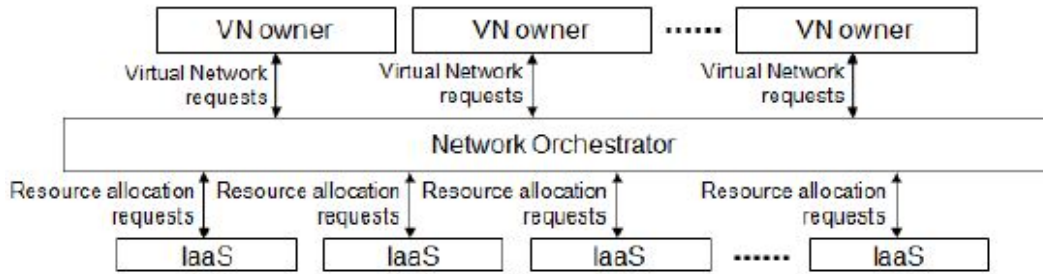 VN owner VN owner ...... VN owner
Virtual Network Virtual Network Virtual Network
requests requests requests
Network Orchestrator
Resource allocation Resource allocation Resource allocation Resource allocation
requests requests requests requests
IaaS IaaS IaaS ...... IaaS